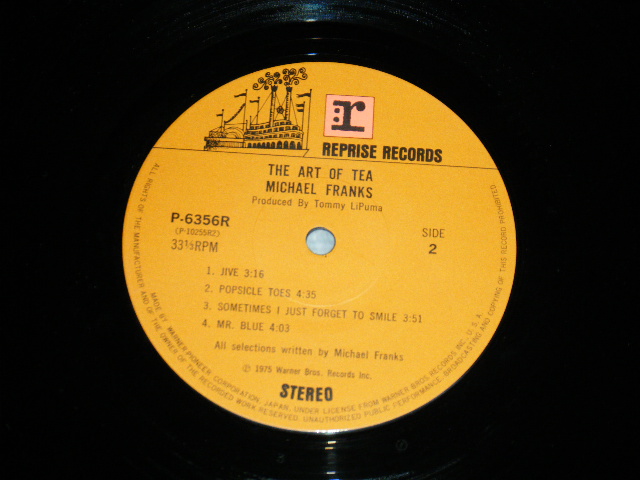 r
REPRISE RECORDS
THE ART OF TEA
MICHAEL FRANKS
Produced By Tommy LiPuma
P-6356R
(P-10255R2)
33⅓RPM
SIDE
2
1. JIVE 3:16
2. POPSICLE TOES 4:35
3. SOMETIMES I JUST FORGET TO SMILE 3:51
4. MR. BLUE 4:03
All selections written by Michael Franks
Ⓟ 1975 Warner Bros. Records Inc.
STEREO
ALL RIGHTS OF THE MANUFACTURER AND OF THE OWNER OF THE RECORDED WORK RESERVED. UNAUTHORIZED PUBLIC PERFORMANCE, BROADCASTING AND COPYING OF THIS RECORD PROHIBITED.
MADE BY WARNER-PIONEER CORPORATION, JAPAN, UNDER LICENSE FROM WARNER BROS. RECORDS INC. U.S.A.